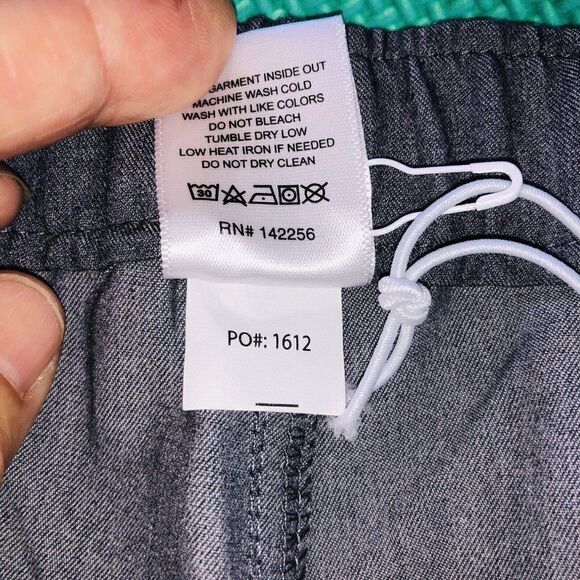 GARMENT INSIDE OUT
MACHINE WASH COLD
WASH WITH LIKE COLORS
DO NOT BLEACH
TUMBLE DRY LOW
LOW HEAT IRON IF NEEDED
DO NOT DRY CLEAN
30
RN# 142256
PO#: 1612